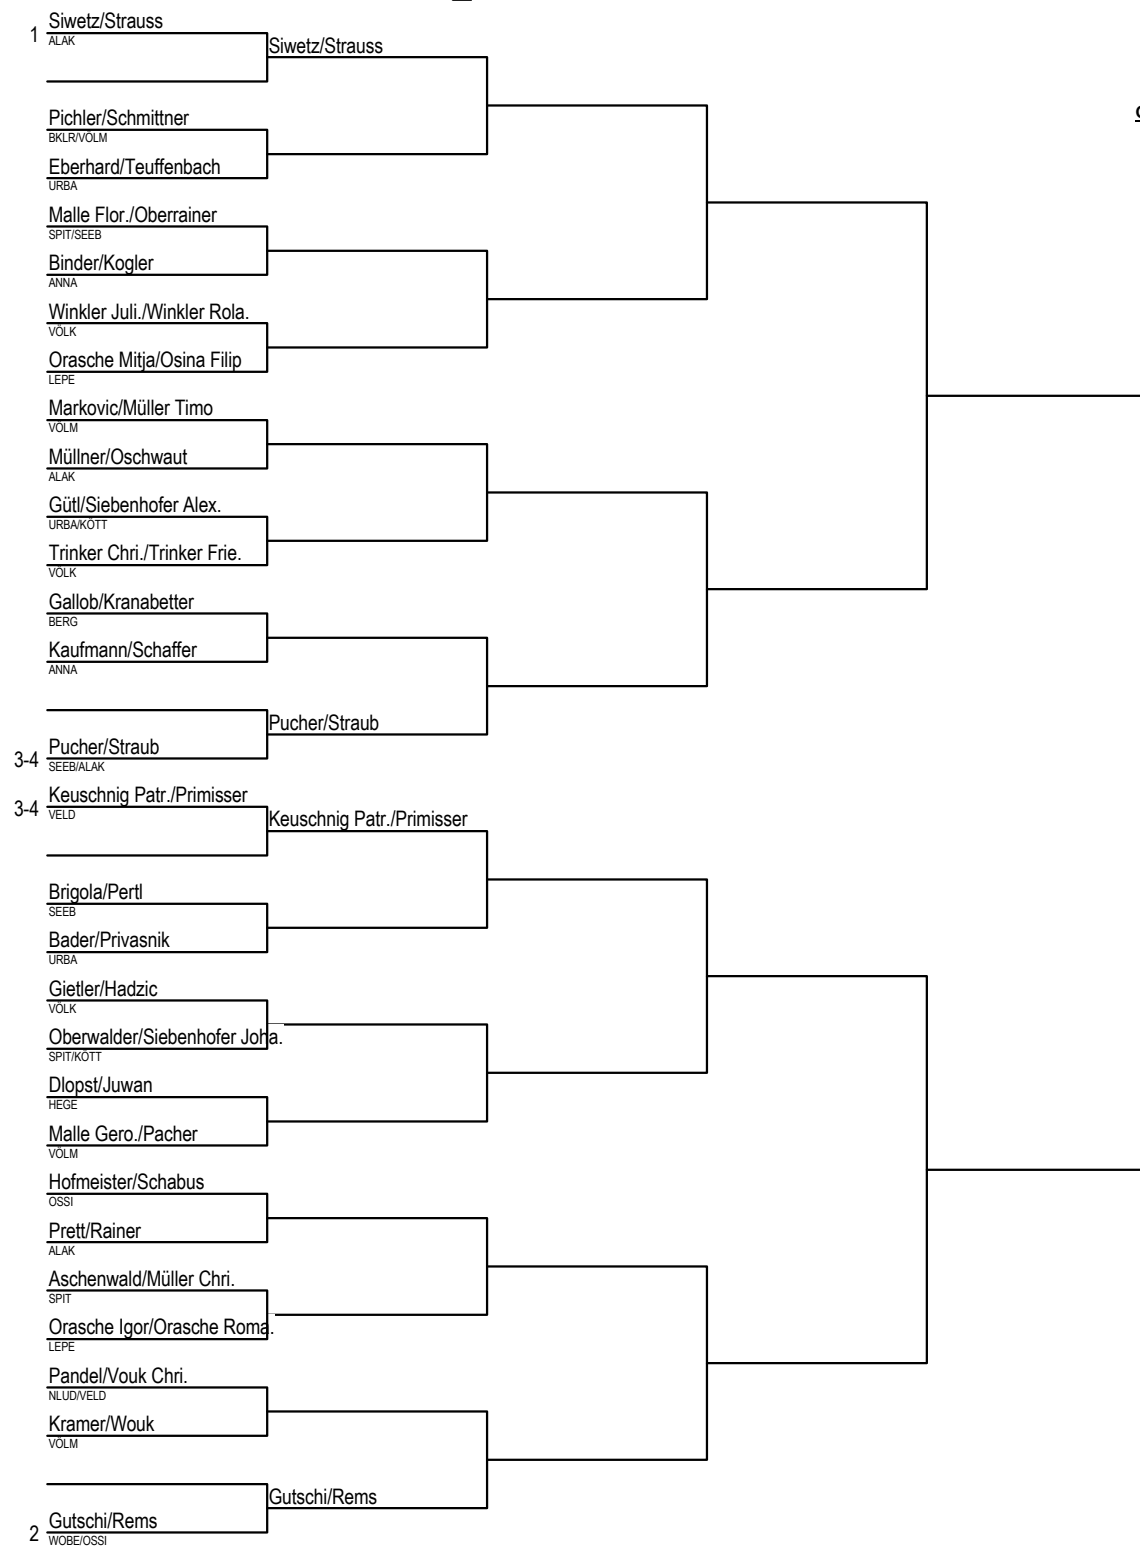 Siwetz/Strauss
1
ALAK
Siwetz/Strauss
Pichler/Schmittner
BKLR/VÖLM
Eberhard/Teuffenbach
URBA
Malle Flor./Oberrainer
SPIT/SEEB
Binder/Kogler
ANNA
Winkler Juli./Winkler Rola.
VÖLK
Orasche Mitja/Osina Filip
LEPE
Markovic/Müller Timo
VÖLM
Müllner/Oschwaut
ALAK
Gütl/Siebenhofer Alex.
URBA/KÖTT
Trinker Chri./Trinker Frie.
VÖLK
Gallob/Kranabetter
BERG
Kaufmann/Schaffer
ANNA
Pucher/Straub
Pucher/Straub
3-4
SEEB/ALAK
Keuschnig Patr./Primisser
3-4
VELD
Keuschnig Patr./Primisser
Brigola/Pertl
SEEB
Bader/Privasnik
URBA
Gietler/Hadzic
VÖLK
Oberwalder/Siebenhofer Joha.
SPIT/KÖTT
Dlopst/Juwan
HEGE
Malle Gero./Pacher
VÖLM
Hofmeister/Schabus
OSSI
Prett/Rainer
ALAK
Aschenwald/Müller Chri.
SPIT
Orasche Igor/Orasche Roma.
LEPE
Pandel/Vouk Chri.
NLUD/VELD
Kramer/Wouk
VÖLM
Gutschi/Rems
Gutschi/Rems
2
WOBE/OSSI